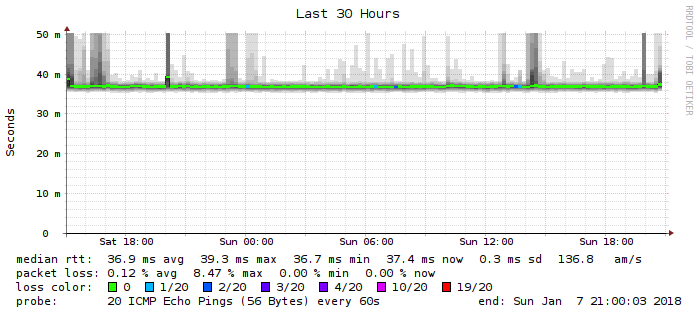 Last 30 Hours
RRDTOOL / TOBI OETIKER
Seconds
50 m
40 m
30 m
20 m
10 m
0
Sat 18:00 Sun 00:00 Sun 06:00 Sun 12:00 Sun 18:00
median rtt: 36.9 ms avg 39.3 ms max 36.7 ms min 37.4 ms now 0.3 ms sd 136.8 am/s
packet loss: 0.12 % avg 8.47 % max 0.00 % min 0.00 % now
loss color: 0 1/20 2/20 3/20 4/20 10/20 19/20
probe: 20 ICMP Echo Pings (56 Bytes) every 60s end: Sun Jan 7 21:00:03 2018